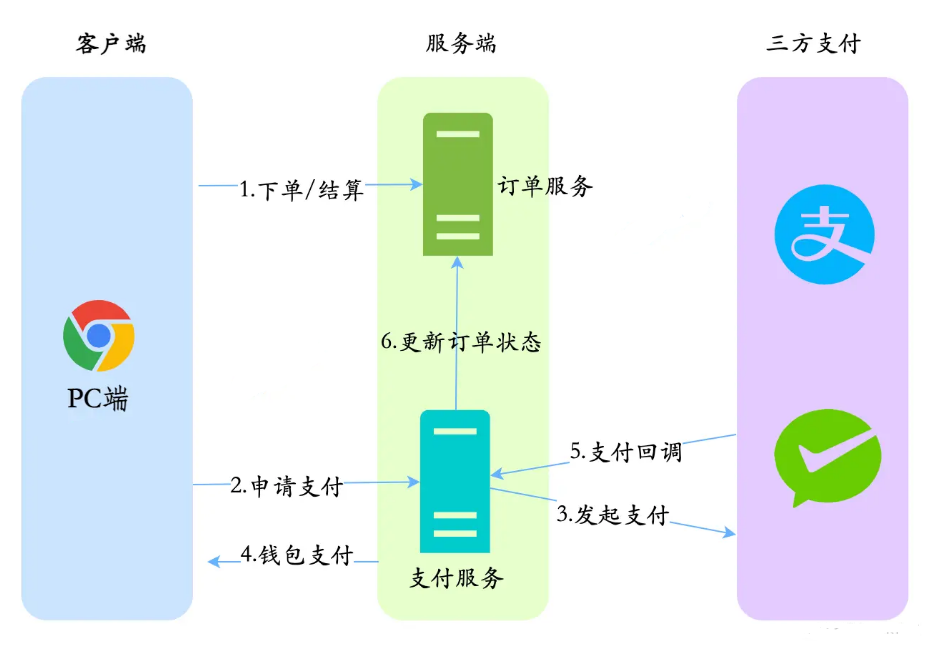 客户端
服务端
三方支付
1.下单/结算
订单服务
6.更新订单状态
PC端
5.支付回调
2.申请支付
3.发起支付
4.钱包支付
支付服务
支